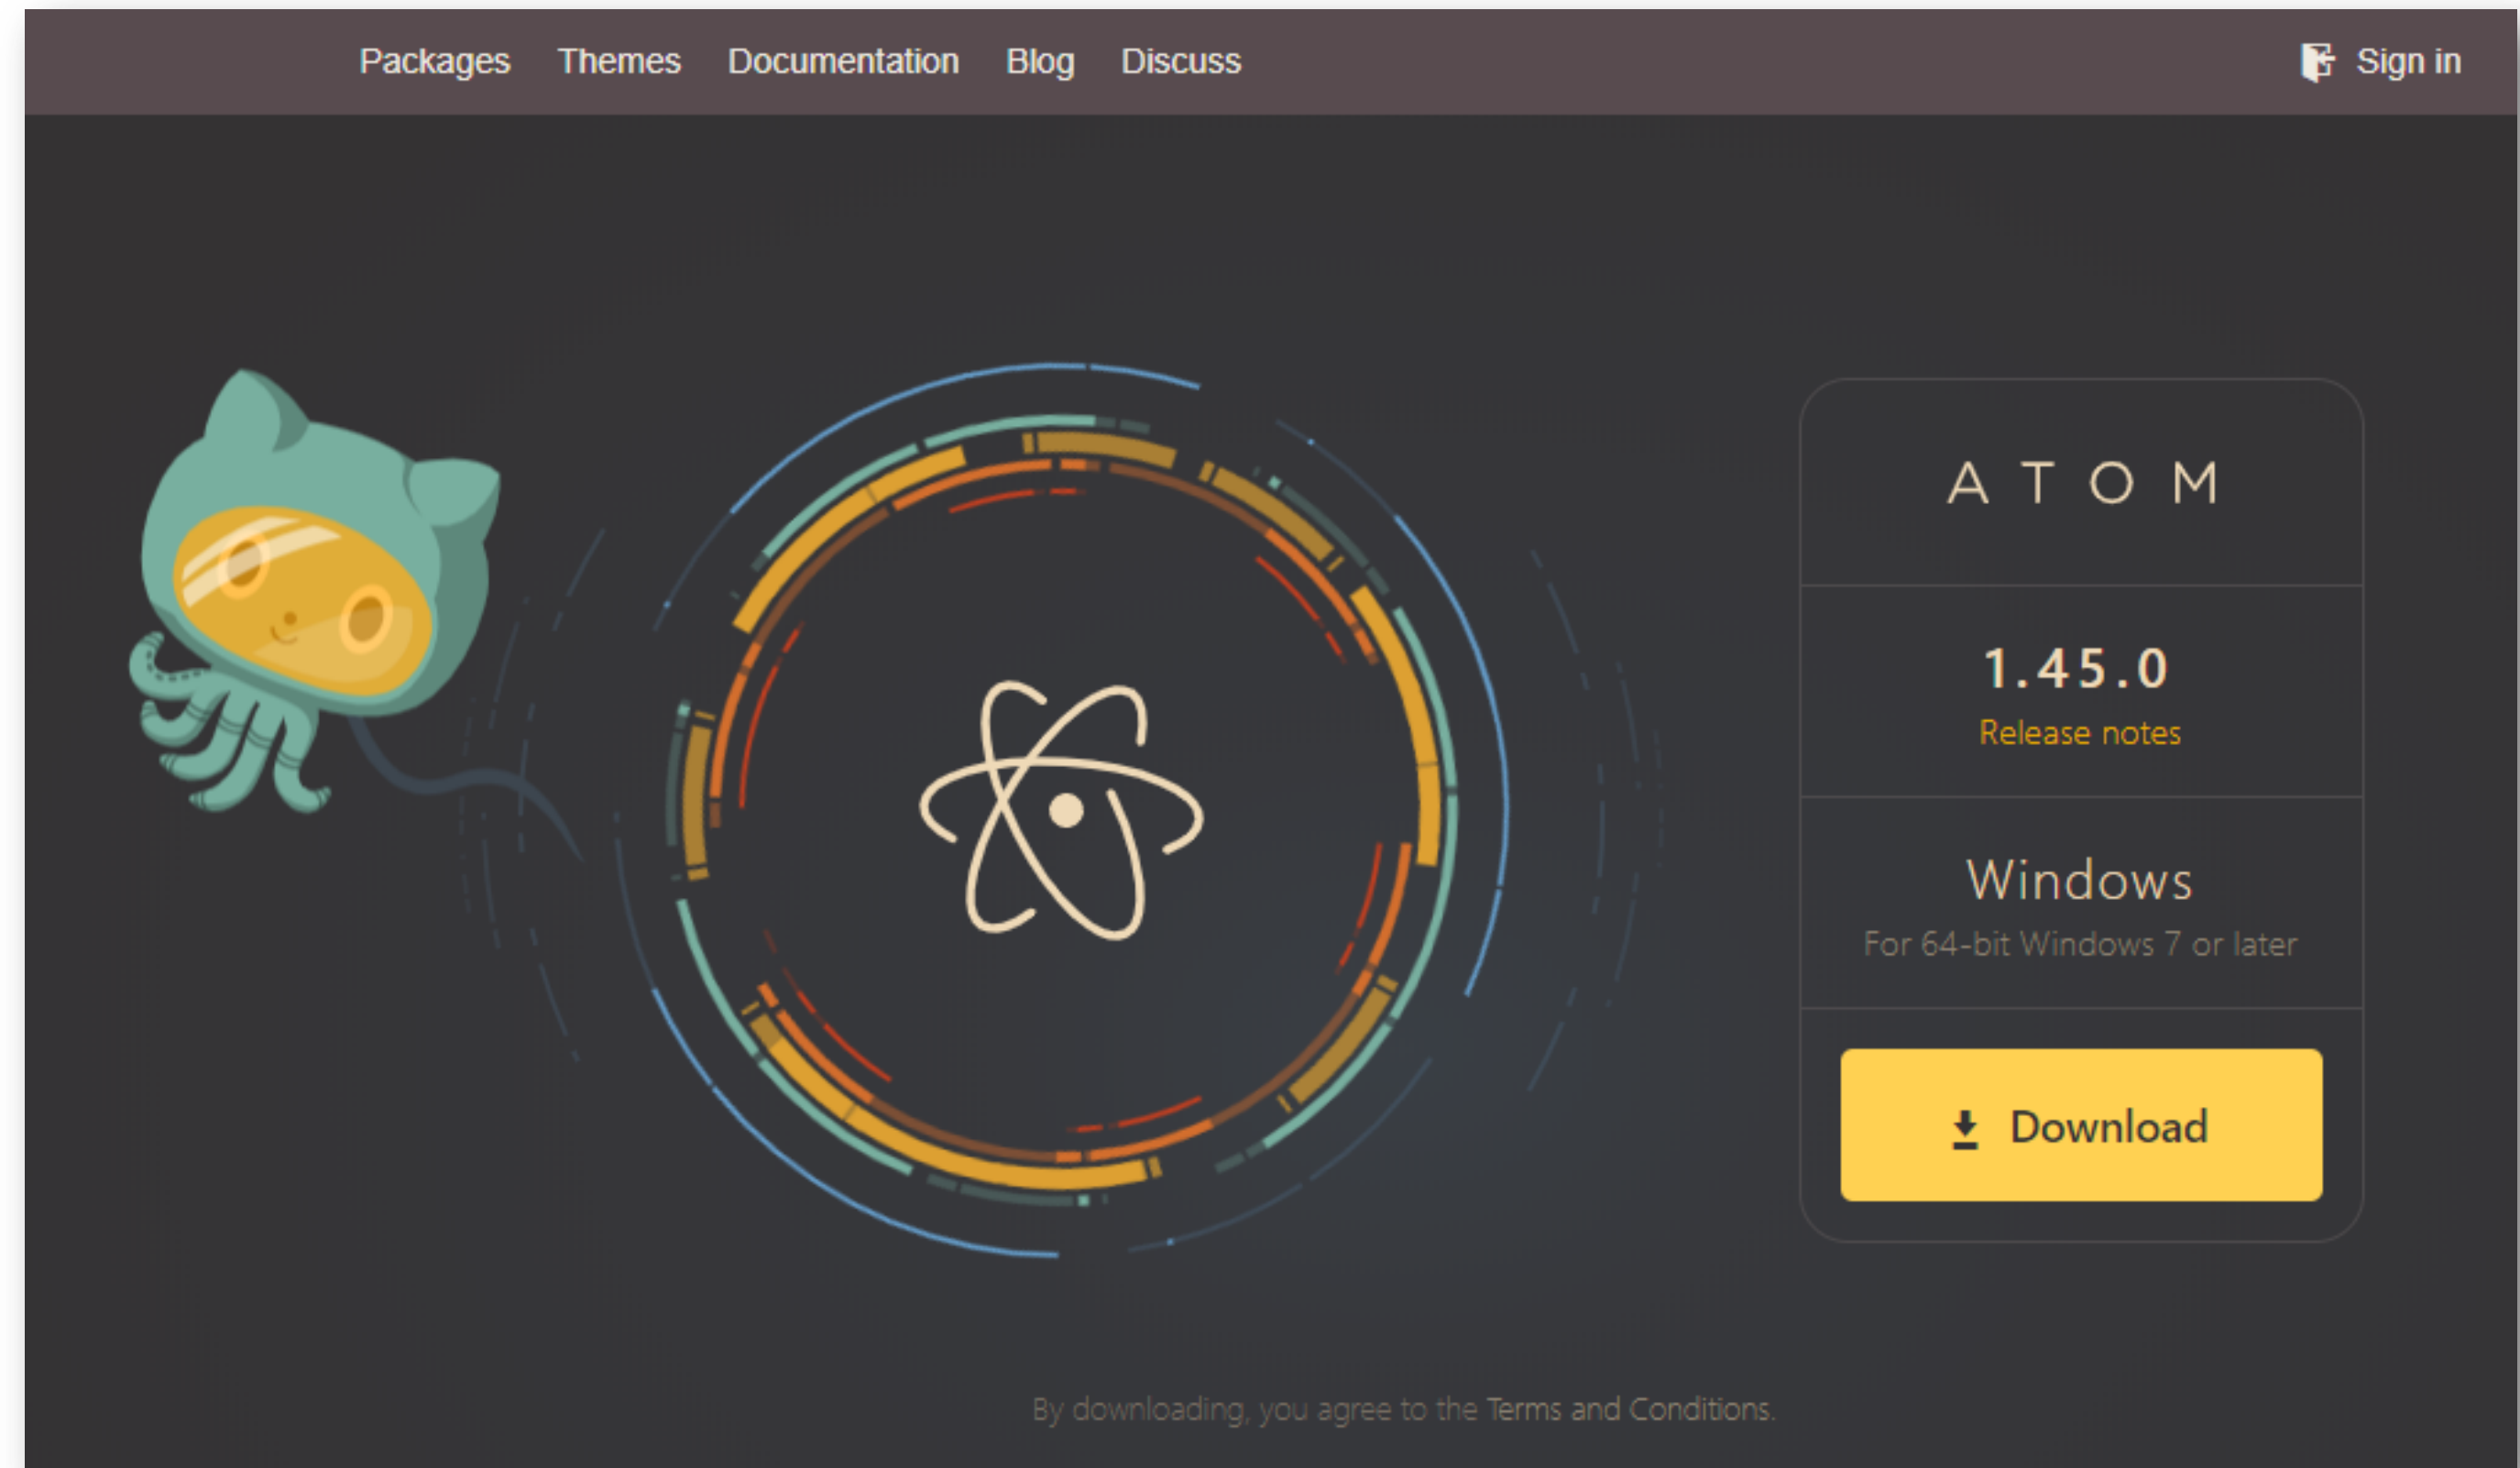 Packages Themes Documentation Blog Discuss Sign in
ATOM
1.45.0
Release notes
Windows
For 64-bit Windows 7 or later
Download
By downloading, you agree to the Terms and Conditions.